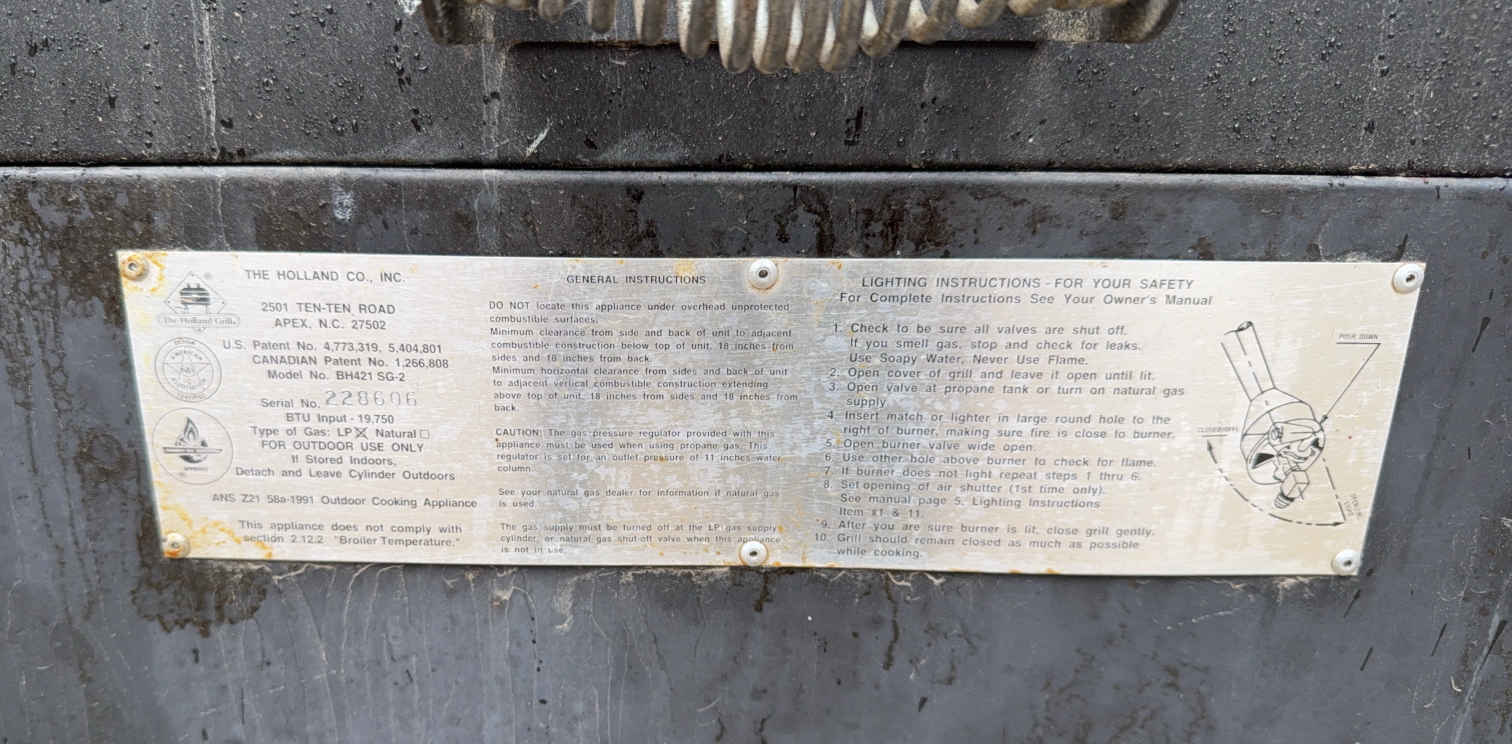 The Holland Grill
®
AMERICAN
THE HOLLAND CO., INC.
2501 TEN-TEN ROAD
APEX, N.C. 27502
U.S. Patent No. 4,773,319, 5,404,801
CANADIAN Patent No. 1,266,808
Model No. BH421 SG-2
Serial No. 228606
BTU Input - 19,750
Type of Gas: LP ☒ Natural ☐
FOR OUTDOOR USE ONLY
If Stored Indoors,
Detach and Leave Cylinder Outdoors
ANS Z21 58a-1991 Outdoor Cooking Appliance
This appliance does not comply with
section 2.12.2 "Broiler Temperature."
GENERAL INSTRUCTIONS
DO NOT locate this appliance under overhead unprotected
combustible surfaces.
Minimum clearance from side and back of unit to adjacent
combustible construction below top of unit, 18 inches from
sides and 18 inches from back.
Minimum horizontal clearance from sides and back of unit
to adjacent vertical combustible construction extending
above top of unit, 18 inches from sides and 18 inches from
back.
CAUTION: The gas pressure regulator provided with this
appliance must be used when using propane gas. This
regulator is set for an outlet pressure of 11 inches water
column.
See your natural gas dealer for information if natural gas
is used.
The gas supply must be turned off at the LP gas supply
cylinder, or natural gas shut-off valve when this appliance
is not in use.
LIGHTING INSTRUCTIONS - FOR YOUR SAFETY
For Complete Instructions See Your Owner's Manual
1. Check to be sure all valves are shut off.
If you smell gas, stop and check for leaks.
Use Soapy Water, Never Use Flame.
2. Open cover of grill and leave it open until lit.
3. Open valve at propane tank or turn on natural gas
supply.
4. Insert match or lighter in large round hole to the
right of burner, making sure fire is close to burner.
5. Open burner valve wide open.
6. Use other hole above burner to check for flame.
7. If burner does not light repeat steps 1 thru 6.
8. Set opening of air shutter (1st time only).
See manual page 5, Lighting Instructions
Item #1 & 11.
9. After you are sure burner is lit, close grill gently.
10. Grill should remain closed as much as possible
while cooking.
DOWN